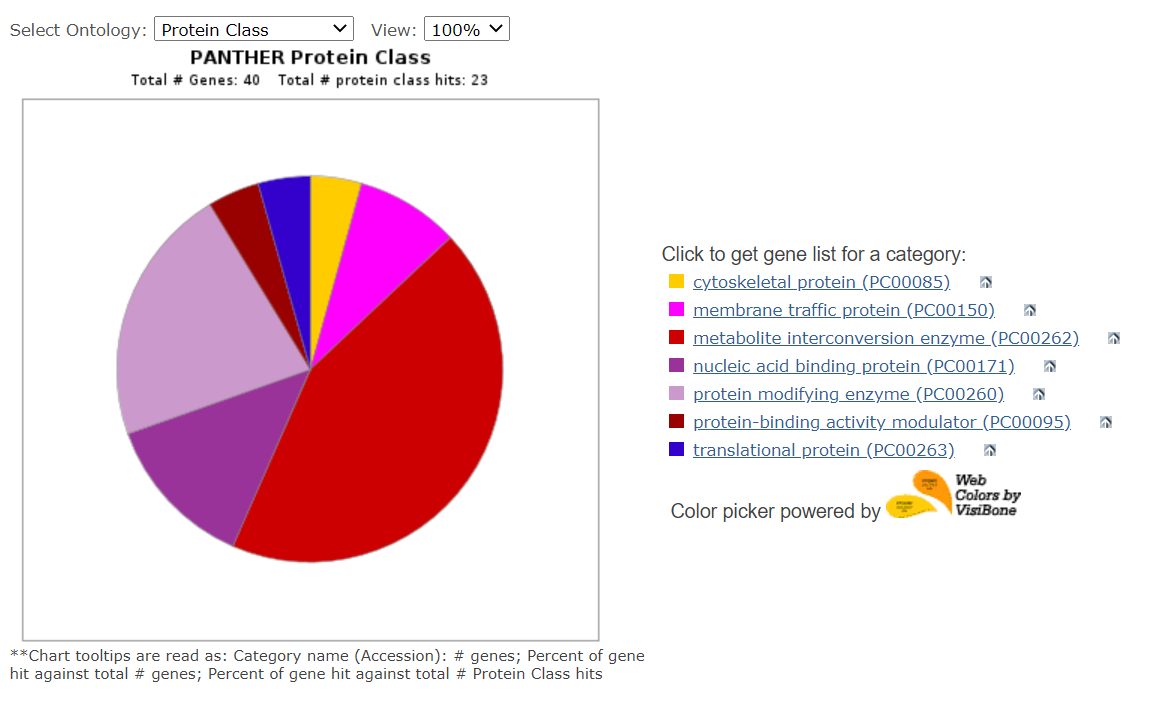 Select Ontology: Protein Class View: 100%
PANTHER Protein Class
Total # Genes: 40 Total # protein class hits: 23
Click to get gene list for a category:
cytoskeletal protein (PC00085)
membrane traffic protein (PC00150)
metabolite interconversion enzyme (PC00262)
nucleic acid binding protein (PC00171)
protein modifying enzyme (PC00260)
protein-binding activity modulator (PC00095)
translational protein (PC00263)
Color picker powered by
Web
Colors by
VisiBone
**Chart tooltips are read as: Category name (Accession): # genes; Percent of gene
hit against total # genes; Percent of gene hit against total # Protein Class hits